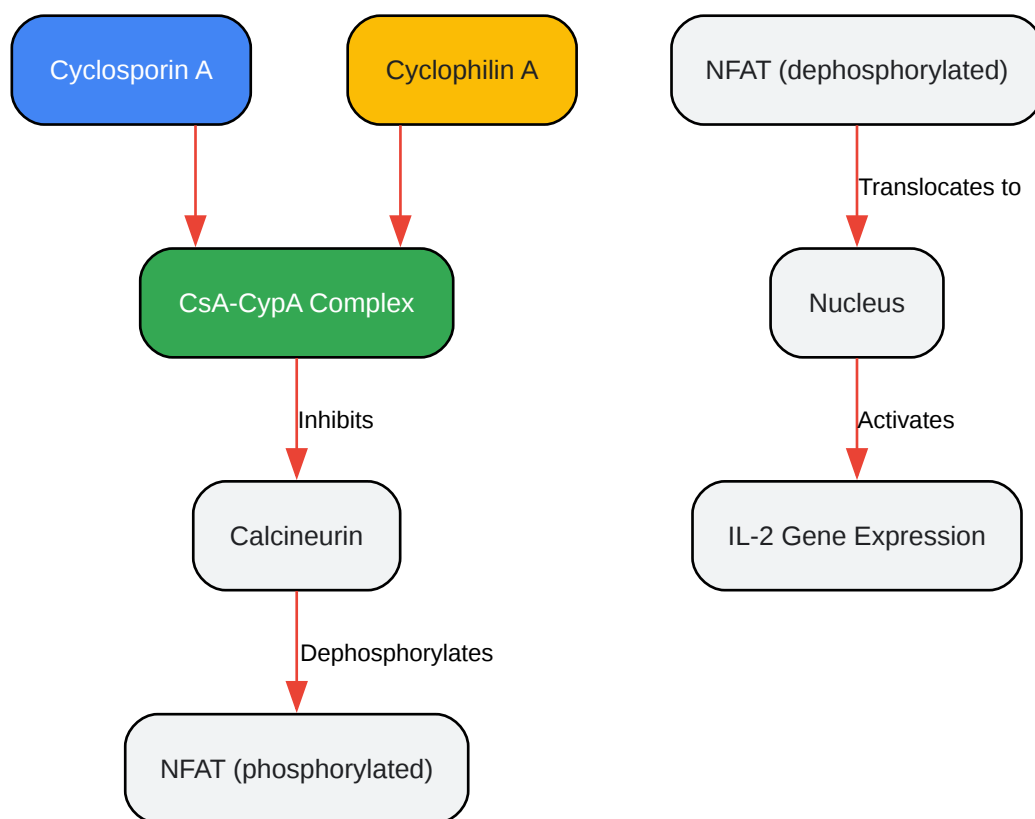 Cyclosporin A
Cyclophilin A
NFAT (dephosphorylated)
Translocates to
CsA-CypA Complex
Nucleus
Inhibits
Activates
Calcineurin
IL-2 Gene Expression
Dephosphorylates
NFAT (phosphorylated)